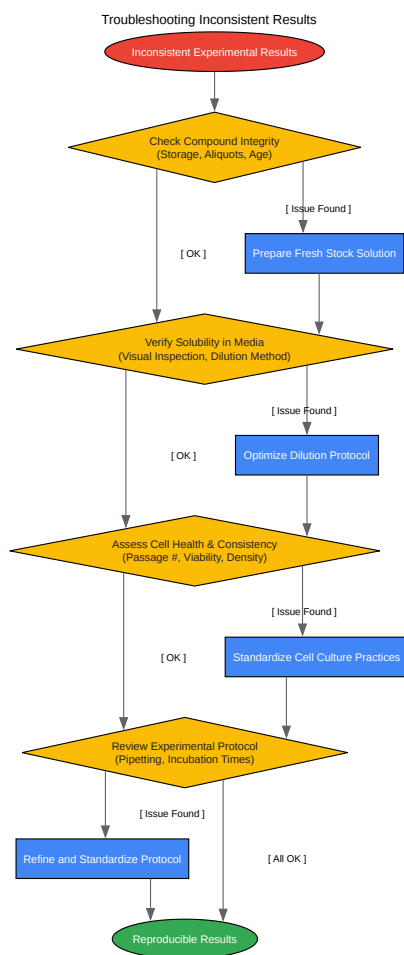 Troubleshooting Inconsistent Results
Inconsistent Experimental Results
Check Compound Integrity
(Storage, Aliquots, Age)
[ Issue Found ]
[ OK ]
Prepare Fresh Stock Solution
Verify Solubility in Media
(Visual Inspection, Dilution Method)
[ Issue Found ]
[ OK ]
Optimize Dilution Protocol
Assess Cell Health & Consistency
(Passage #, Viability, Density)
[ Issue Found ]
[ OK ]
Standardize Cell Culture Practices
Review Experimental Protocol
(Pipetting, Incubation Times)
[ Issue Found ]
Refine and Standardize Protocol
[ All OK ]
Reproducible Results